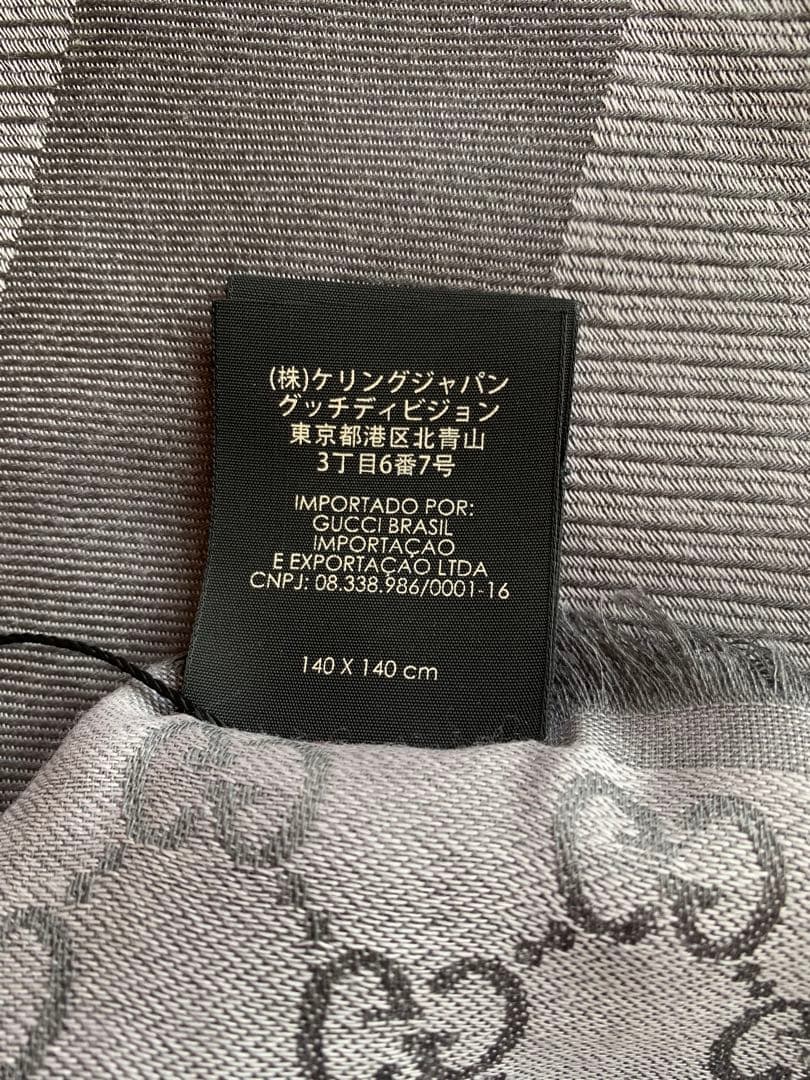 (株)ケリングジャパン
グッチディビジョン
東京都港区北青山
3丁目6番7号
IMPORTADO POR:
GUCCI BRASIL
IMPORTAÇAO
E EXPORTAÇAO LTDA
CNPJ: 08.338.986/0001-16
140 X 140 cm